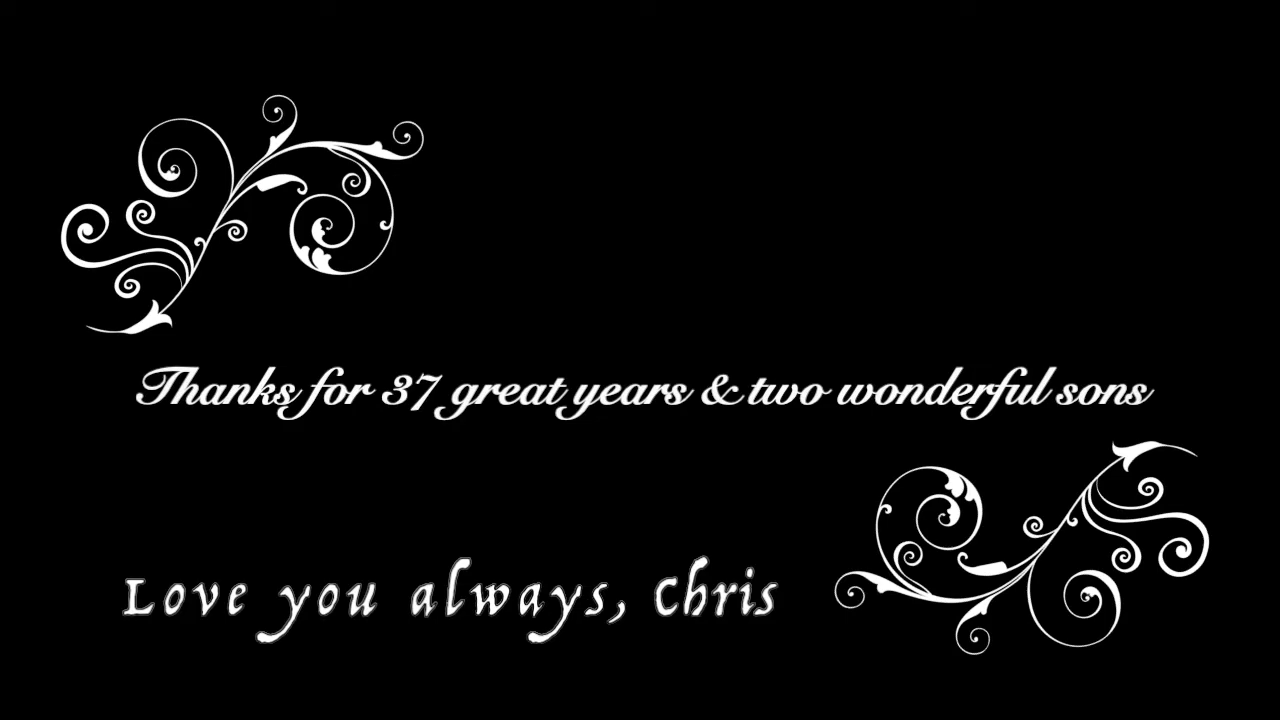 Thanks for 37 great years & two wonderful sons
Love you always, Chris